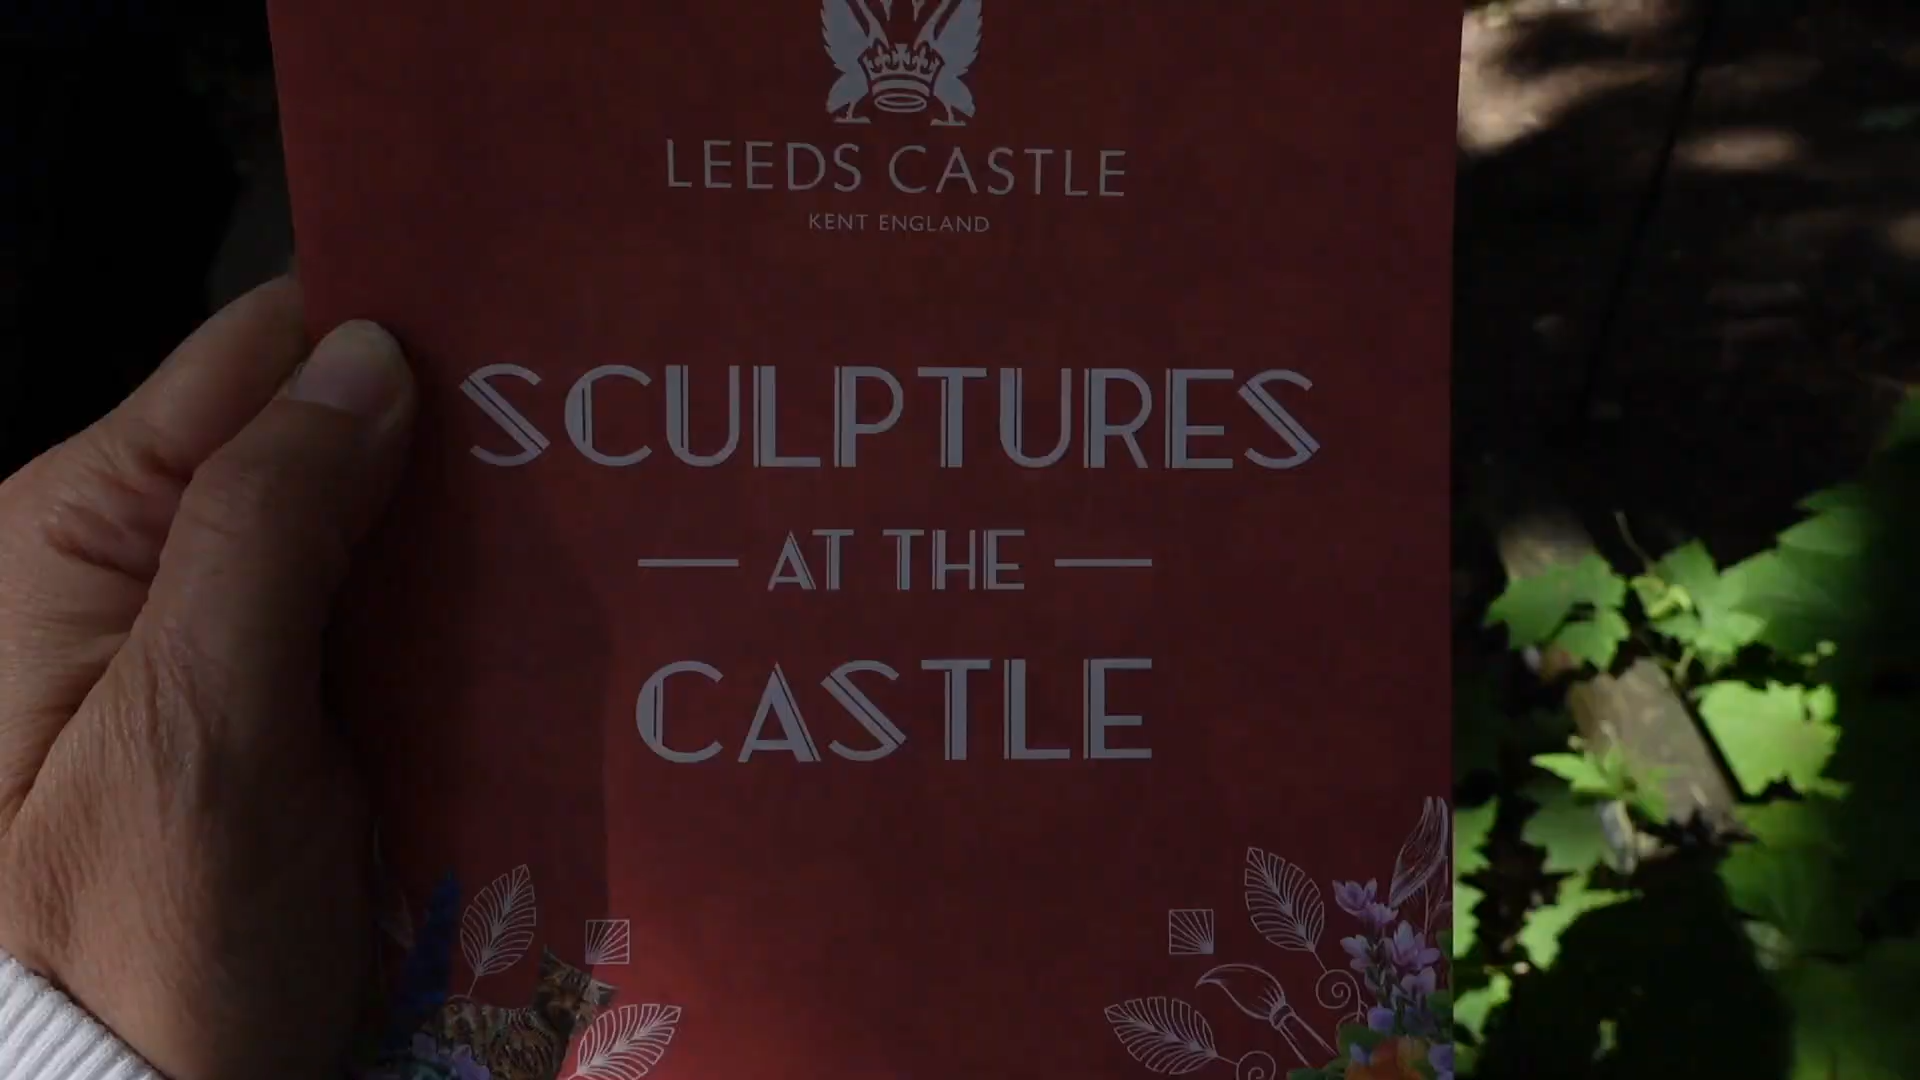 LEEDS CASTLE
KENT ENGLAND
SCULPTURES
AT THE
CASTLE